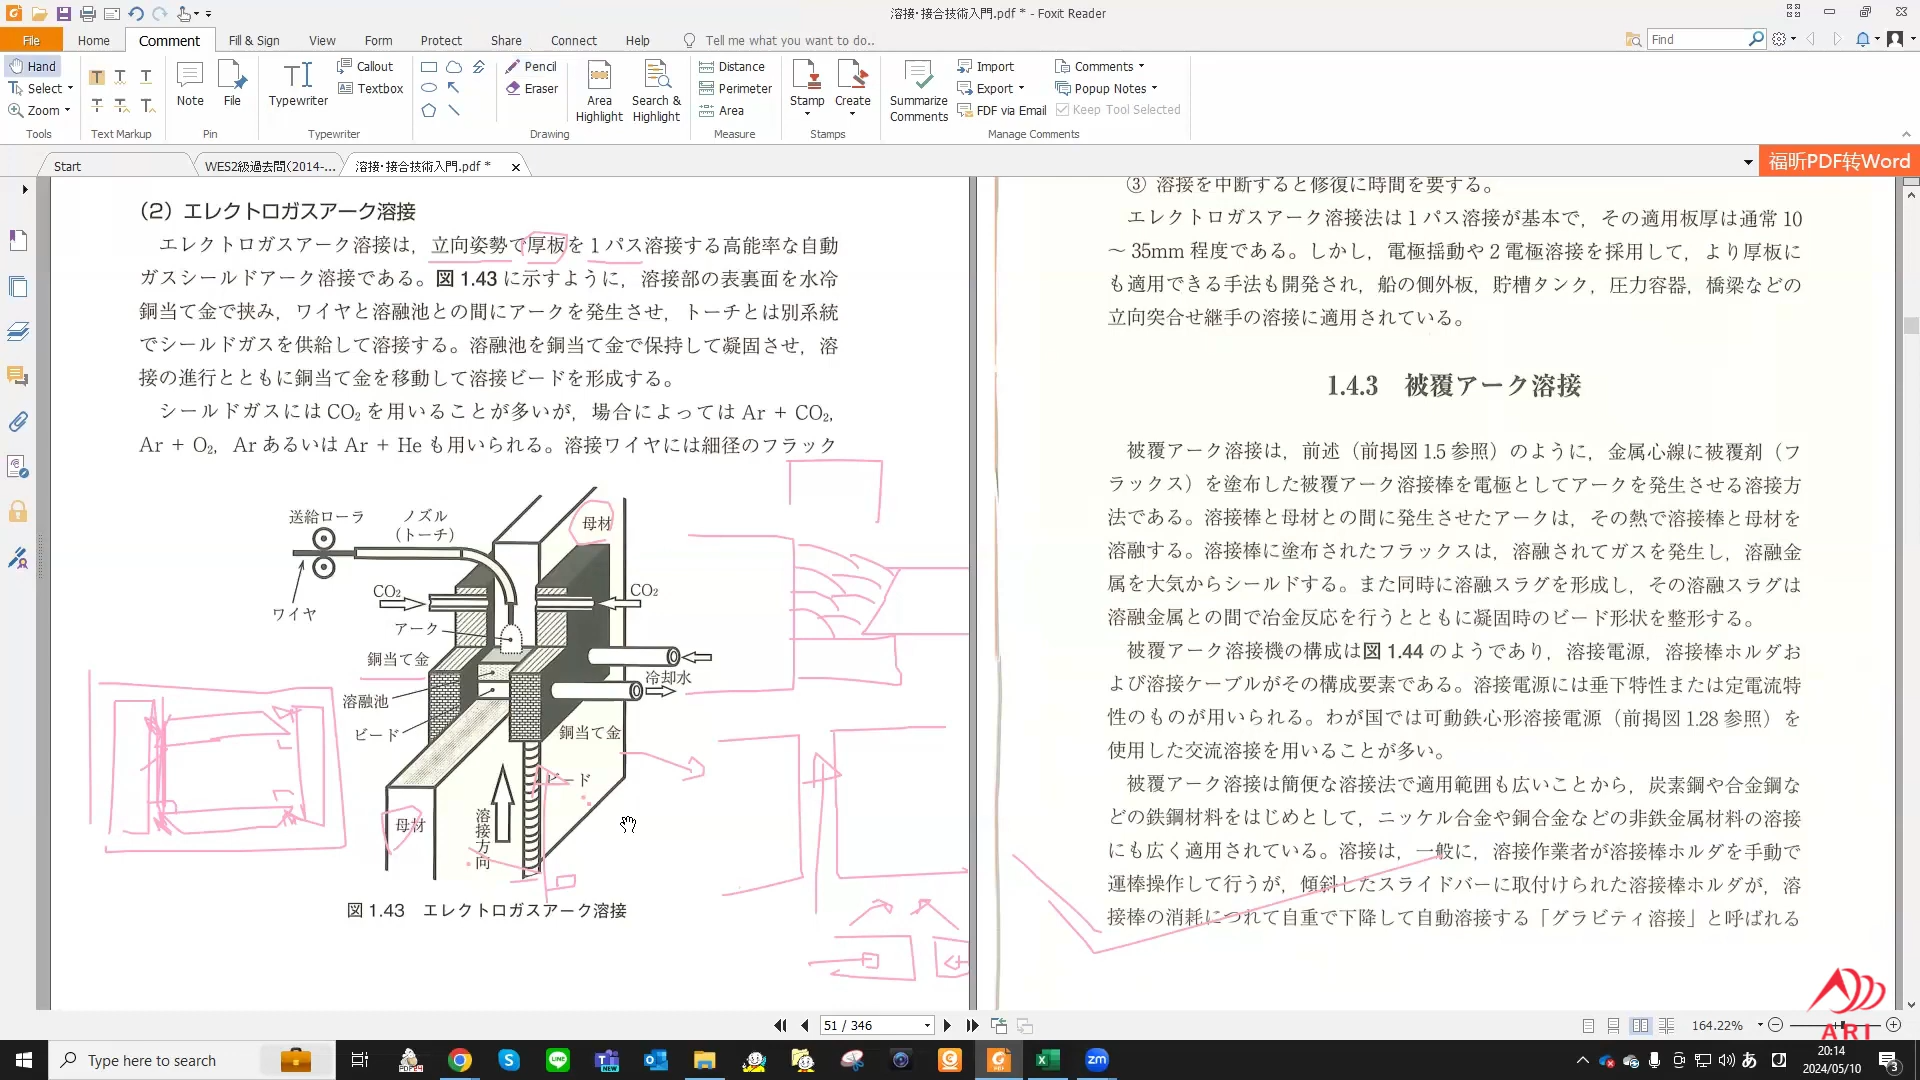 溶接・接合技術入門.pdf * - Foxit Reader
File Home Comment Fill & Sign View Form Protect Share Connect Help Tell me what you want to do.. Find
Hand Select Zoom Tools
Text Markup
Note File Pin
Typewriter Callout Textbox Typewriter
Pencil Eraser Area Highlight Search & Highlight Drawing
Distance Perimeter Area Measure
Stamp Create Stamps
Summarize Comments Import Export FDF via Email Comments Popup Notes Keep Tool Selected Manage Comments
Start WES2級過去問(2014-... 溶接・接合技術入門.pdf * 福昕PDF转Word
(2) エレクトロガスアーク溶接
エレクトロガスアーク溶接は，立向姿勢で厚板を１パス溶接する高能率な自動
ガスシールドアーク溶接である。図 1.43 に示すように，溶接部の表裏面を水冷
銅当て金で挟み，ワイヤと溶融池との間にアークを発生させ，トーチとは別系統
でシールドガスを供給して溶接する。溶融池を銅当て金で保持して凝固させ，溶
接の進行とともに銅当て金を移動して溶接ビードを形成する。
シールドガスには CO₂ を用いることが多いが，場合によっては Ar + CO₂,
Ar + O₂, Ar あるいは Ar + He も用いられる。溶接ワイヤには細径のフラック
送給ローラ
ノズル
(トーチ)
母材
ワイヤ
CO₂
CO₂
アーク
銅当て金
冷却水
溶融池
ビード
銅当て金
ビード
母材
溶接方向
図 1.43 エレクトロガスアーク溶接
③ 溶接を中断すると修復に時間を要する。
エレクトロガスアーク溶接法は１パス溶接が基本で，その適用板厚は通常 10
～ 35mm 程度である。しかし，電極揺動や２電極溶接を採用して，より厚板に
も適用できる手法も開発され，船の側外板，貯槽タンク，圧力容器，橋梁などの
立向突合せ継手の溶接に適用されている。
1.4.3 被覆アーク溶接
被覆アーク溶接は，前述（前掲図 1.5 参照）のように，金属心線に被覆剤（フ
ラックス）を塗布した被覆アーク溶接棒を電極としてアークを発生させる溶接方
法である。溶接棒と母材との間に発生させたアークは，その熱で溶接棒と母材を
溶融する。溶接棒に塗布されたフラックスは，溶融されてガスを発生し，溶融金
属を大気からシールドする。また同時に溶融スラグを形成し，その溶融スラグは
溶融金属との間で冶金反応を行うとともに凝固時のビード形状を整形する。
被覆アーク溶接機の構成は図 1.44 のようであり，溶接電源，溶接棒ホルダお
よび溶接ケーブルがその構成要素である。溶接電源には垂下特性または定電流特
性のものが用いられる。わが国では可動鉄心形溶接電源（前掲図 1.28 参照）を
使用した交流溶接を用いることが多い。
被覆アーク溶接は簡便な溶接法で適用範囲も広いことから，炭素鋼や合金鋼な
どの鉄鋼材料をはじめとして，ニッケル合金や銅合金などの非鉄金属材料の溶接
にも広く適用されている。溶接は，一般に，溶接作業者が溶接棒ホルダを手動で
運棒操作して行うが，傾斜したスライドバーに取付けられた溶接棒ホルダが，溶
接棒の消耗につれて自重で下降して自動溶接する「グラビティ溶接」と呼ばれる
ARI
51 / 346
164.22%
Type here to search
20:14
2024/05/10
3